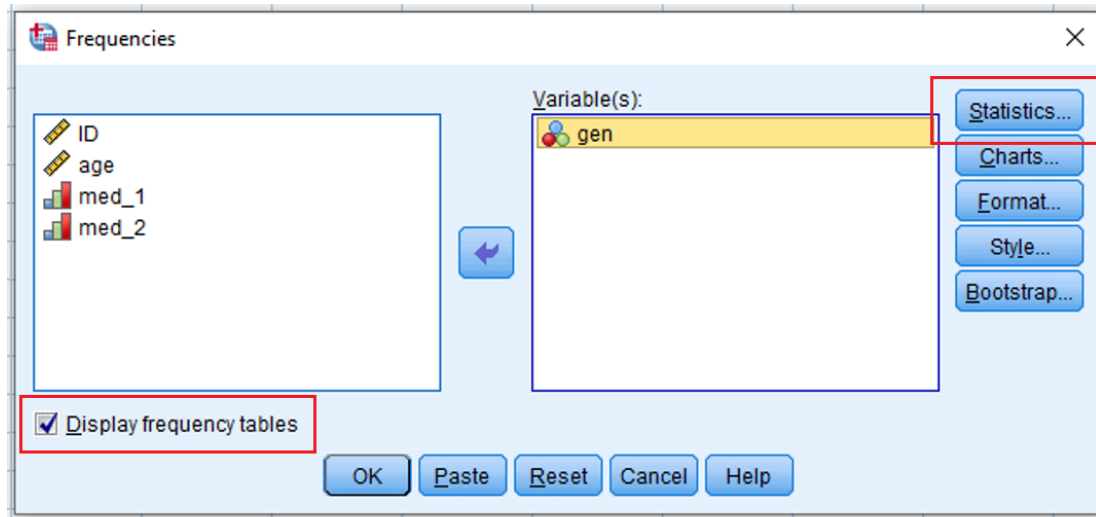 Frequencies
Variable(s):
ID
age
med_1
med_2
gen
Statistics...
Charts...
Format...
Style...
Bootstrap...
Display frequency tables
OK
Paste
Reset
Cancel
Help